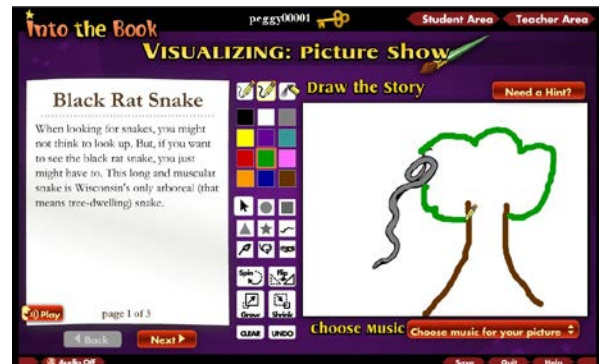 Into the Book
peggy00001
Student Area
Teacher Area
VISUALIZING: PICTURE SHOW
Black Rat Snake
When looking for snakes, you might
not think to look up. But, if you want
to see the black rat snake, you just
might have to. This long and muscular
snake is Wisconsin's only arboreal (that
means tree-dwelling) snake.
Play
page 1 of 3
Back
Next
Draw the Story
Need a Hint?
Spin
Flip
Grow
Shrink
CLEAR
UNDO
Choose Music
Choose music for your picture
Audio Off
Save
Quit
Help